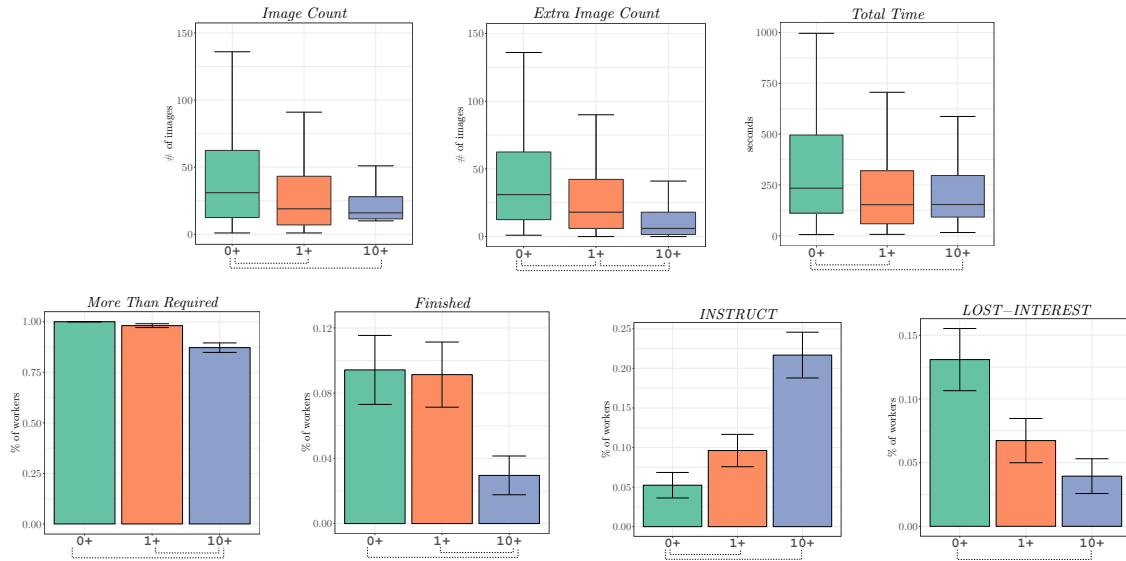 Image Count
150
100
50
0
# of images
0+ 1+ 10+
Extra Image Count
150
100
50
0
# of images
0+ 1+ 10+
Total Time
1000
750
500
250
0
seconds
0+ 1+ 10+
More Than Required
1.00
0.75
0.50
0.25
0.00
% of workers
0+ 1+ 10+
Finished
0.12
0.08
0.04
0.00
% of workers
0+ 1+ 10+
INSTRUCT
0.25
0.20
0.15
0.10
0.05
0.00
% of workers
0+ 1+ 10+
LOST−INTEREST
0.15
0.10
0.05
0.00
% of workers
0+ 1+ 10+